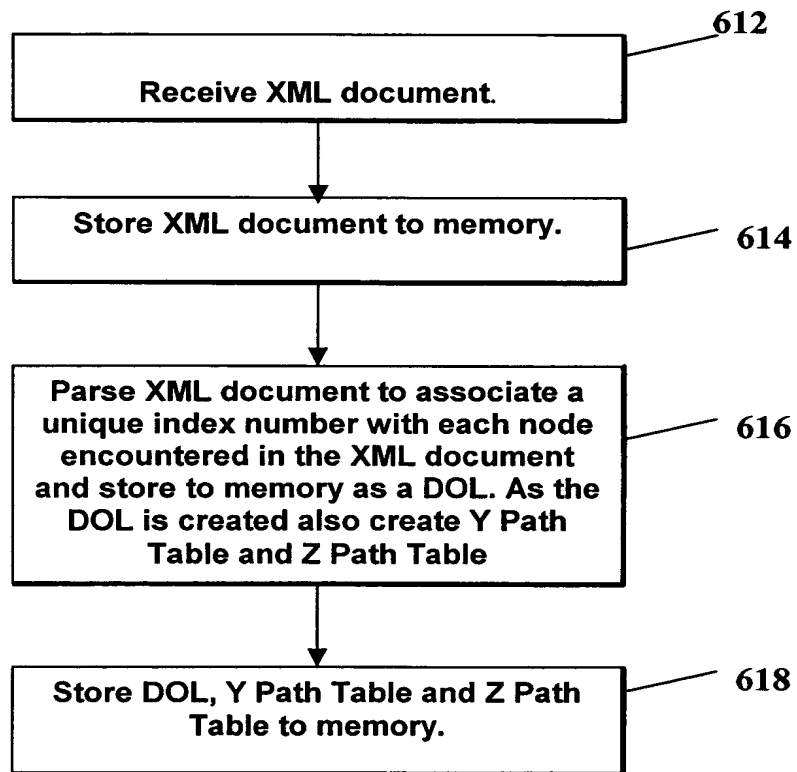 612
Receive XML document.
Store XML document to memory.
614
Parse XML document to associate a
unique index number with each node
encountered in the XML document
and store to memory as a DOL. As the
DOL is created also create Y Path
Table and Z Path Table
616
Store DOL, Y Path Table and Z Path
Table to memory.
618